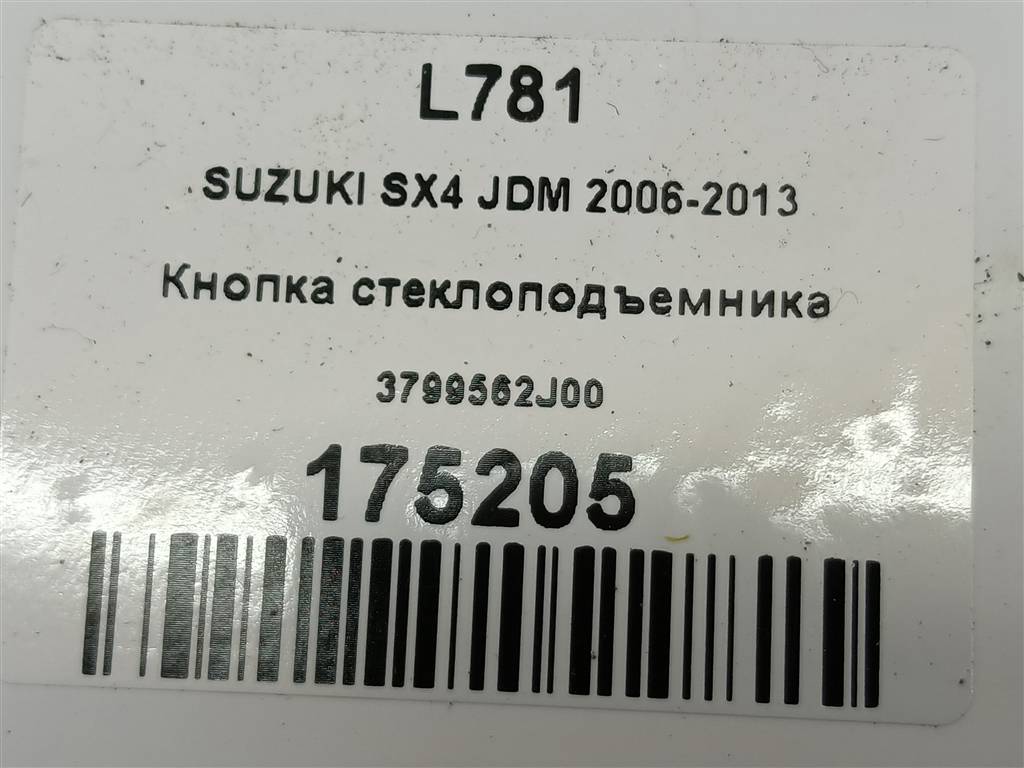 L781
SUZUKI SX4 JDM 2006-2013
Кнопка стеклоподъемника
3799562J00
175205